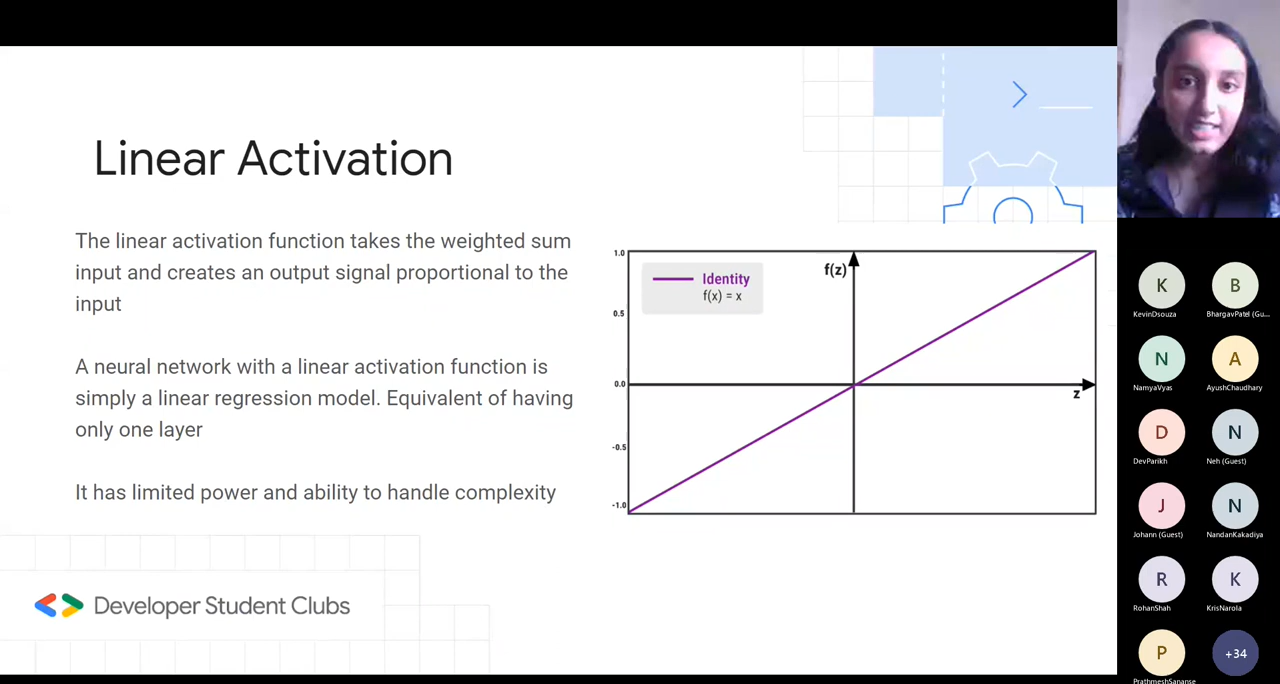 Linear Activation
The linear activation function takes the weighted sum
input and creates an output signal proportional to the
input
A neural network with a linear activation function is
simply a linear regression model. Equivalent of having
only one layer
It has limited power and ability to handle complexity
Developer Student Clubs
1.0
0.5
0.0
-0.5
-1.0
Identity
f(x) = x
f(z)
z
K
KevinDsouza
B
BhargavPatel (Gu...
N
NamyaVyas
A
AyushChaudhary
D
DevParikh
N
Neh (Guest)
J
Johann (Guest)
N
NandanKakadiya
R
RohanShah
K
KrisNarola
P
PrathmeshSananse
+34